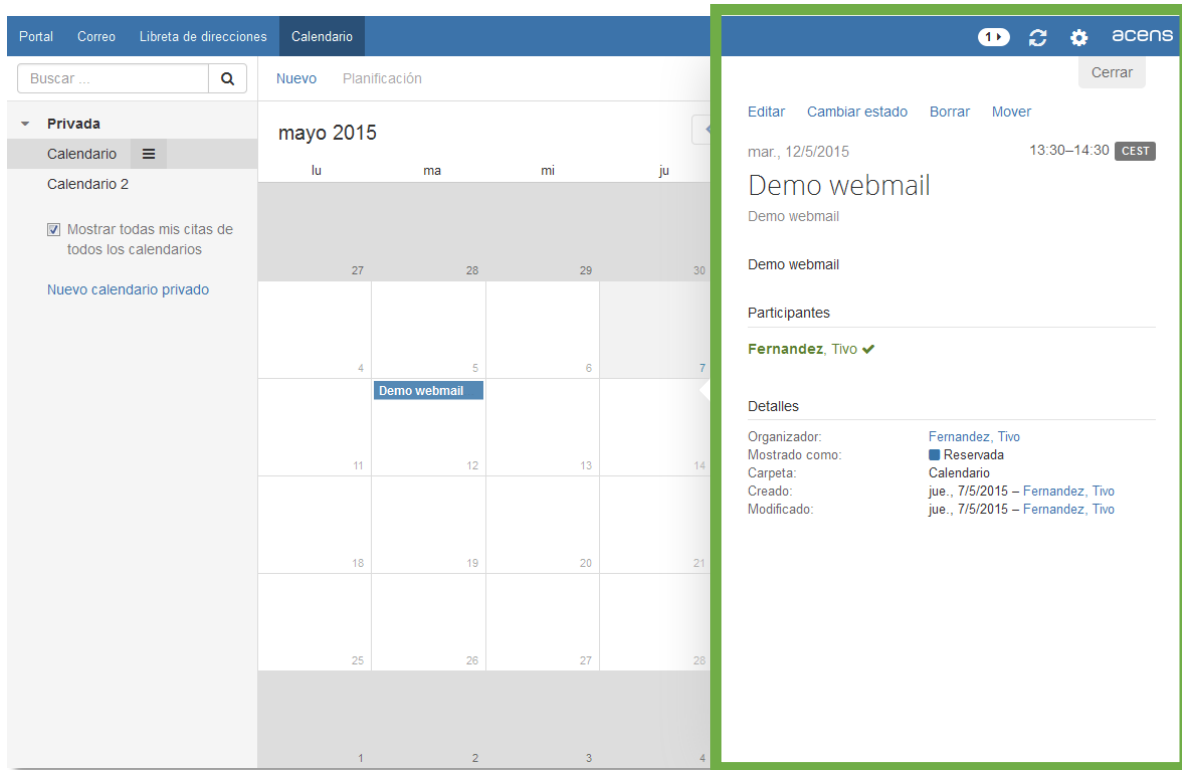 Portal Correo Libreta de direcciones Calendario
1 acens
Buscar ...
Privada
Calendario
Calendario 2
Mostrar todas mis citas de
todos los calendarios
Nuevo calendario privado
Nuevo Planificación
mayo 2015
lu ma mi ju
27 28 29 30
4 5 6 7
Demo webmail
11 12 13 14
18 19 20 21
25 26 27 28
1 2 3 4
Cerrar
Editar Cambiar estado Borrar Mover
mar., 12/5/2015 13:30–14:30 CEST
Demo webmail
Demo webmail
Demo webmail
Participantes
Fernandez, Tivo
Detalles
Organizador: Fernandez, Tivo
Mostrado como: Reservada
Carpeta: Calendario
Creado: jue., 7/5/2015 – Fernandez, Tivo
Modificado: jue., 7/5/2015 – Fernandez, Tivo